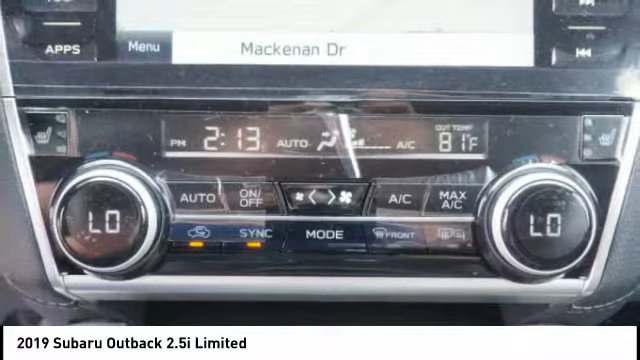 APPS
Menu
Mackenan Dr
PM 2:13 AUTO A/C OUT TEMP 81°F
LO
AUTO
ON/OFF
A/C
MAX A/C
LO
SYNC
MODE
FRONT
2019 Subaru Outback 2.5i Limited